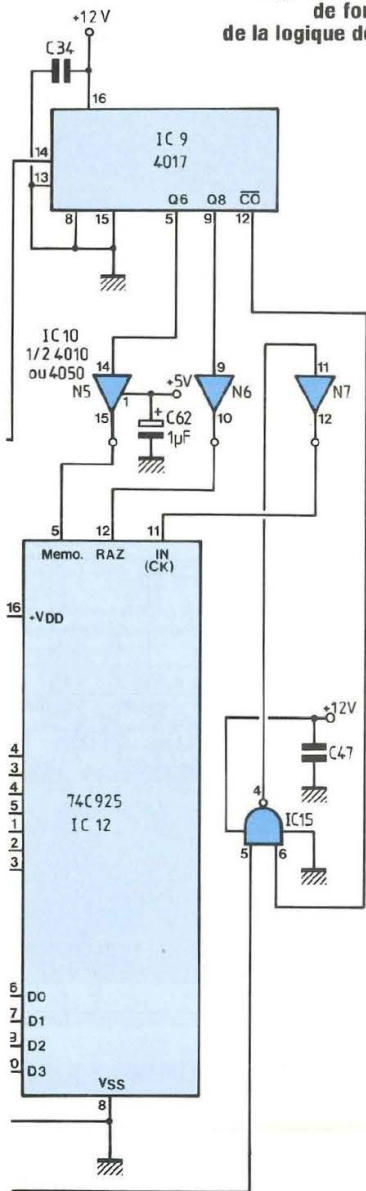 de fo
de la logique de
+12 V
C34
16
IC 9
4017
14
13
8
15
Q6
5
Q8
9
CO
12
IC 10
1/2 4010
ou 4050
14
N5
1
15
+5V
+
C62
1µF
9
N6
10
11
N7
12
5
12
11
Memo.
RAZ
IN
(CK)
16
+VDD
4
3
4
5
1
2
3
74C925
IC 12
+12V
C47
4
IC15
5
6
6
D0
7
D1
D2
0
D3
VSS
8